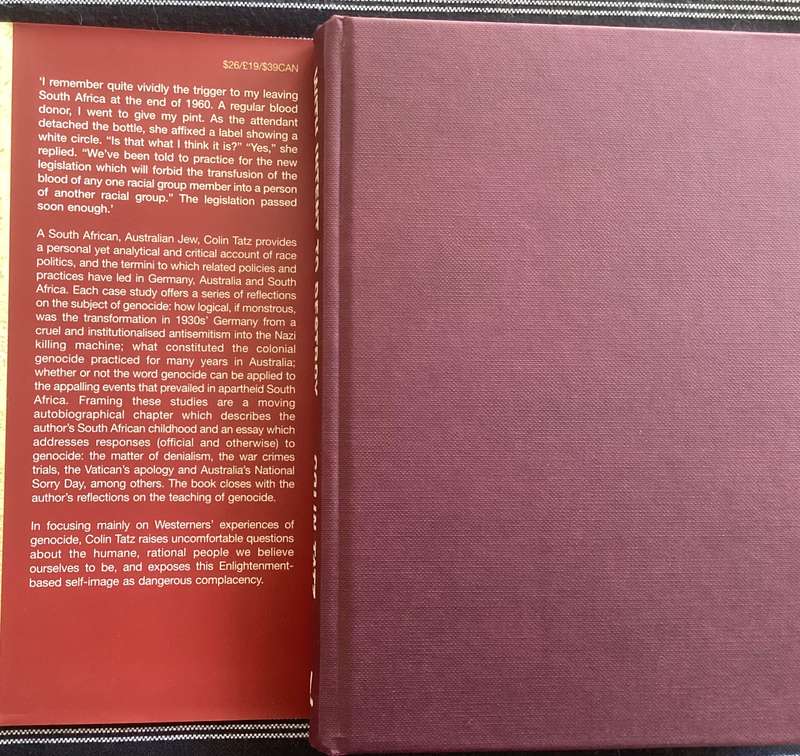 $26/£19/$39CAN
'I remember quite vividly the trigger to my leaving
South Africa at the end of 1960. A regular blood
donor, I went to give my pint. As the attendant
detached the bottle, she affixed a label showing a
white circle. “Is that what I think it is?” “Yes,” she
replied. “We’ve been told to practice for the new
legislation which will forbid the transfusion of the
blood of any one racial group member into a person
of another racial group.” The legislation passed
soon enough.’
A South African, Australian Jew, Colin Tatz provides
a personal yet analytical and critical account of race
politics, and the termini to which related policies and
practices have led in Germany, Australia and South
Africa. Each case study offers a series of reflections
on the subject of genocide: how logical, if monstrous,
was the transformation in 1930s’ Germany from a
cruel and institutionalised antisemitism into the Nazi
killing machine; what constituted the colonial
genocide practiced for many years in Australia;
whether or not the word genocide can be applied to
the appalling events that prevailed in apartheid South
Africa. Framing these studies are a moving
autobiographical chapter which describes the
author’s South African childhood and an essay which
addresses responses (official and otherwise) to
genocide: the matter of denialism, the war crimes
trials, the Vatican’s apology and Australia’s National
Sorry Day, among others. The book closes with the
author’s reflections on the teaching of genocide.
In focusing mainly on Westerners’ experiences of
genocide, Colin Tatz raises uncomfortable questions
about the humane, rational people we believe
ourselves to be, and exposes this Enlightenment-
based self-image as dangerous complacency.